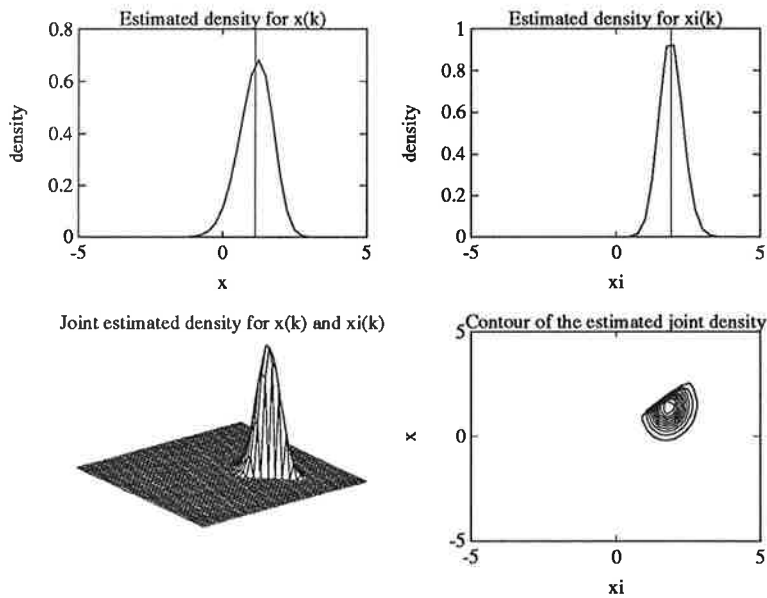 Estimated density for x(k)
0.8
0.6
0.4
0.2
0
-5
0
5
density
x
Estimated density for xi(k)
1
0.8
0.6
0.4
0.2
0
-5
0
5
density
xi
Joint estimated density for x(k) and xi(k)
Contour of the estimated joint density
5
0
-5
-5
0
5
x
xi